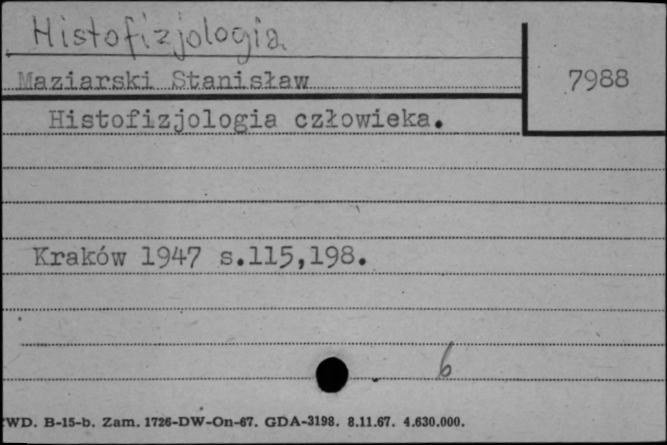 Histofizjologia
Maziarski Stanisław
7988
Histofizjologia człowieka.
Kraków 1947 s.115,198.
6
WD. B-15-b. Zam. 1726-DW-On-67. GDA-3198. 8.11.67. 4.630.000.